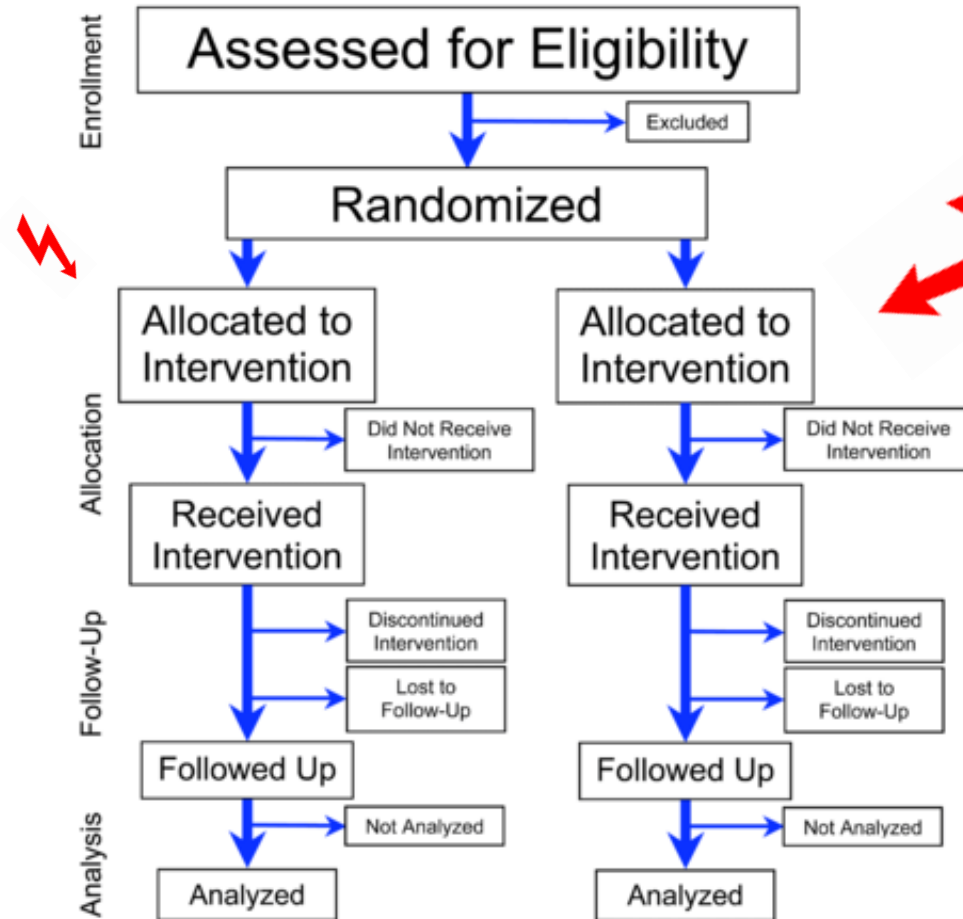 Enrollment
Assessed for Eligibility
Excluded
Randomized
Allocation
Allocated to
Intervention
Did Not Receive
Intervention
Received
Intervention
Allocated to
Intervention
Did Not Receive
Intervention
Received
Intervention
Follow-Up
Discontinued
Intervention
Lost to
Follow-Up
Followed Up
Discontinued
Intervention
Lost to
Follow-Up
Followed Up
Analysis
Not Analyzed
Analyzed
Not Analyzed
Analyzed